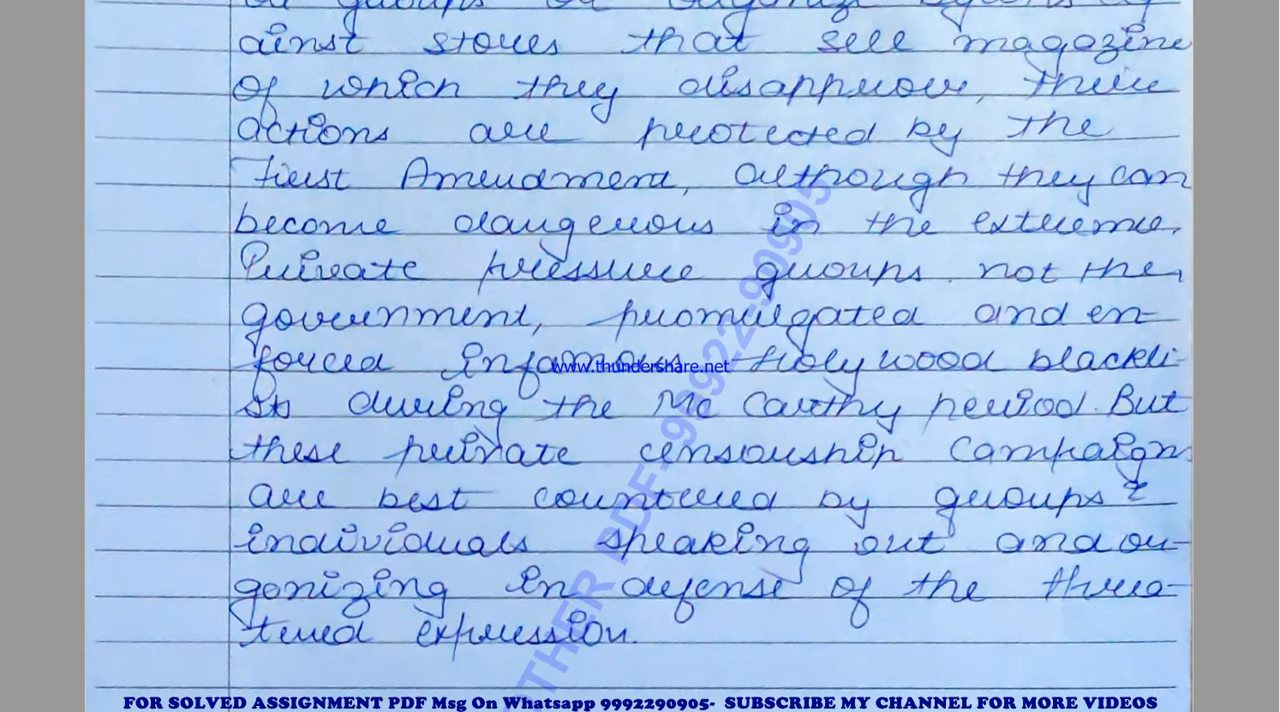 ainst stores that sell magazine
of which they disapprove, their
actions are protected by the
First Amendment, although they can
become dangerous in the extreme.
Private pressure groups not the
government, promulgated and en-
forced infamous Hollywood blackli-
sts during the Mc Carthy period. But
these private censorship campaign
are best countered by groups &
individuals speaking out and or-
ganizing in defense of the threa-
tened expression.
www.thundershare.net
OTHER PDF-9992290905
FOR SOLVED ASSIGNMENT PDF Msg On Whatsapp 9992290905- SUBSCRIBE MY CHANNEL FOR MORE VIDEOS